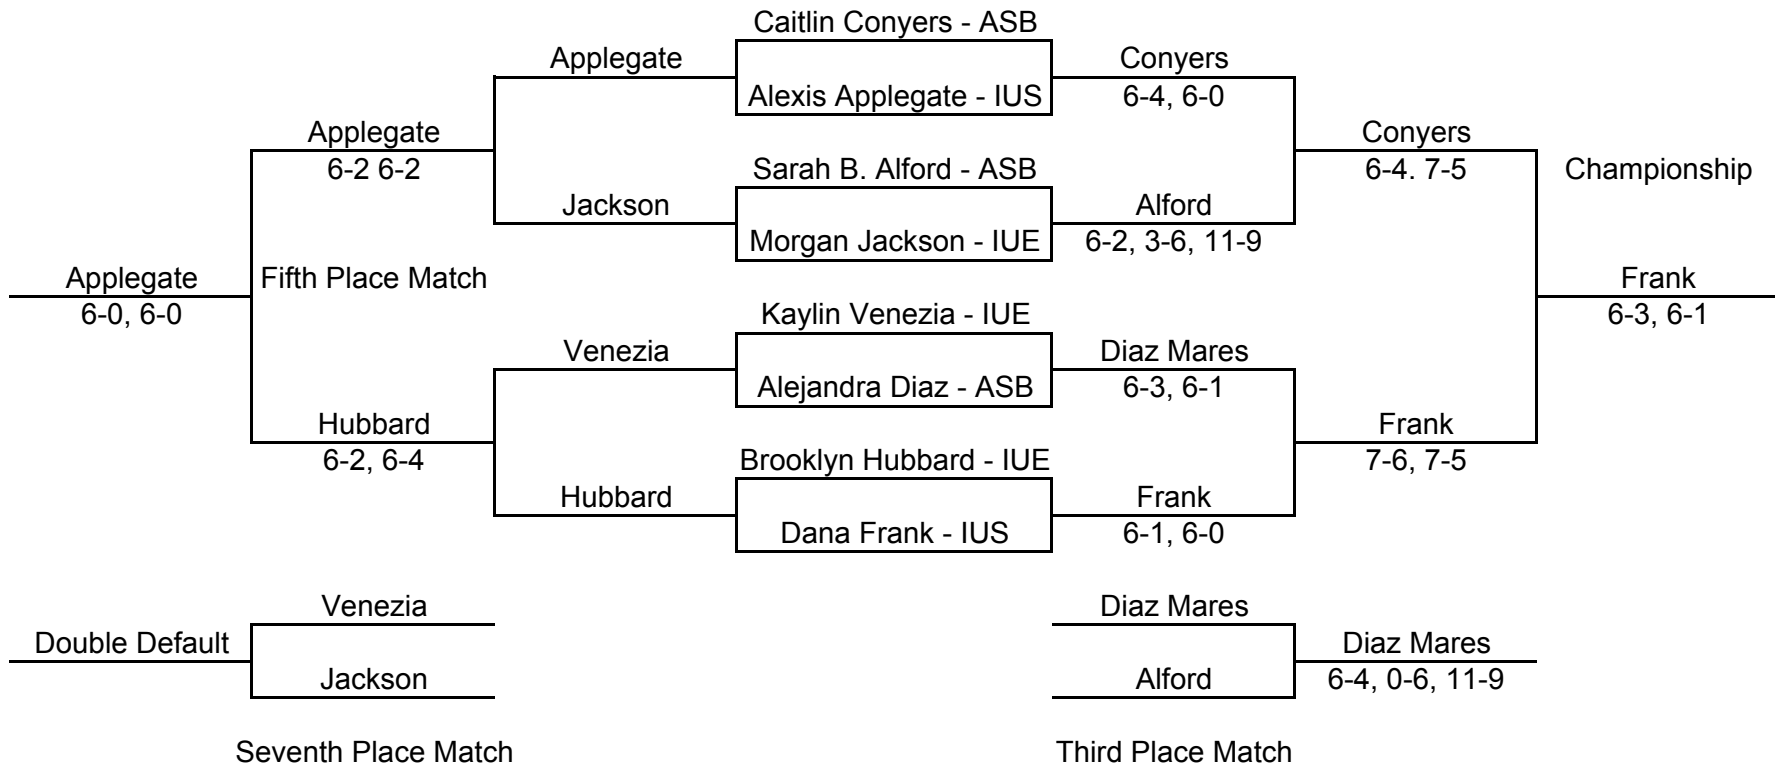 Caitlin Conyers - ASB
Applegate
Conyers
Alexis Applegate - IUS
6-4, 6-0
Applegate
Conyers
6-2 6-2
Sarah B. Alford - ASB
6-4. 7-5
Championship
Jackson
Alford
Morgan Jackson - IUE
6-2, 3-6, 11-9
Applegate
Fifth Place Match
Frank
6-0, 6-0
Kaylin Venezia - IUE
6-3, 6-1
Venezia
Diaz Mares
Alejandra Diaz - ASB
6-3, 6-1
Hubbard
Frank
6-2, 6-4
Brooklyn Hubbard - IUE
7-6, 7-5
Hubbard
Frank
Dana Frank - IUS
6-1, 6-0
Venezia
Diaz Mares
Double Default
Diaz Mares
Jackson
Alford
6-4, 0-6, 11-9
Seventh Place Match
Third Place Match